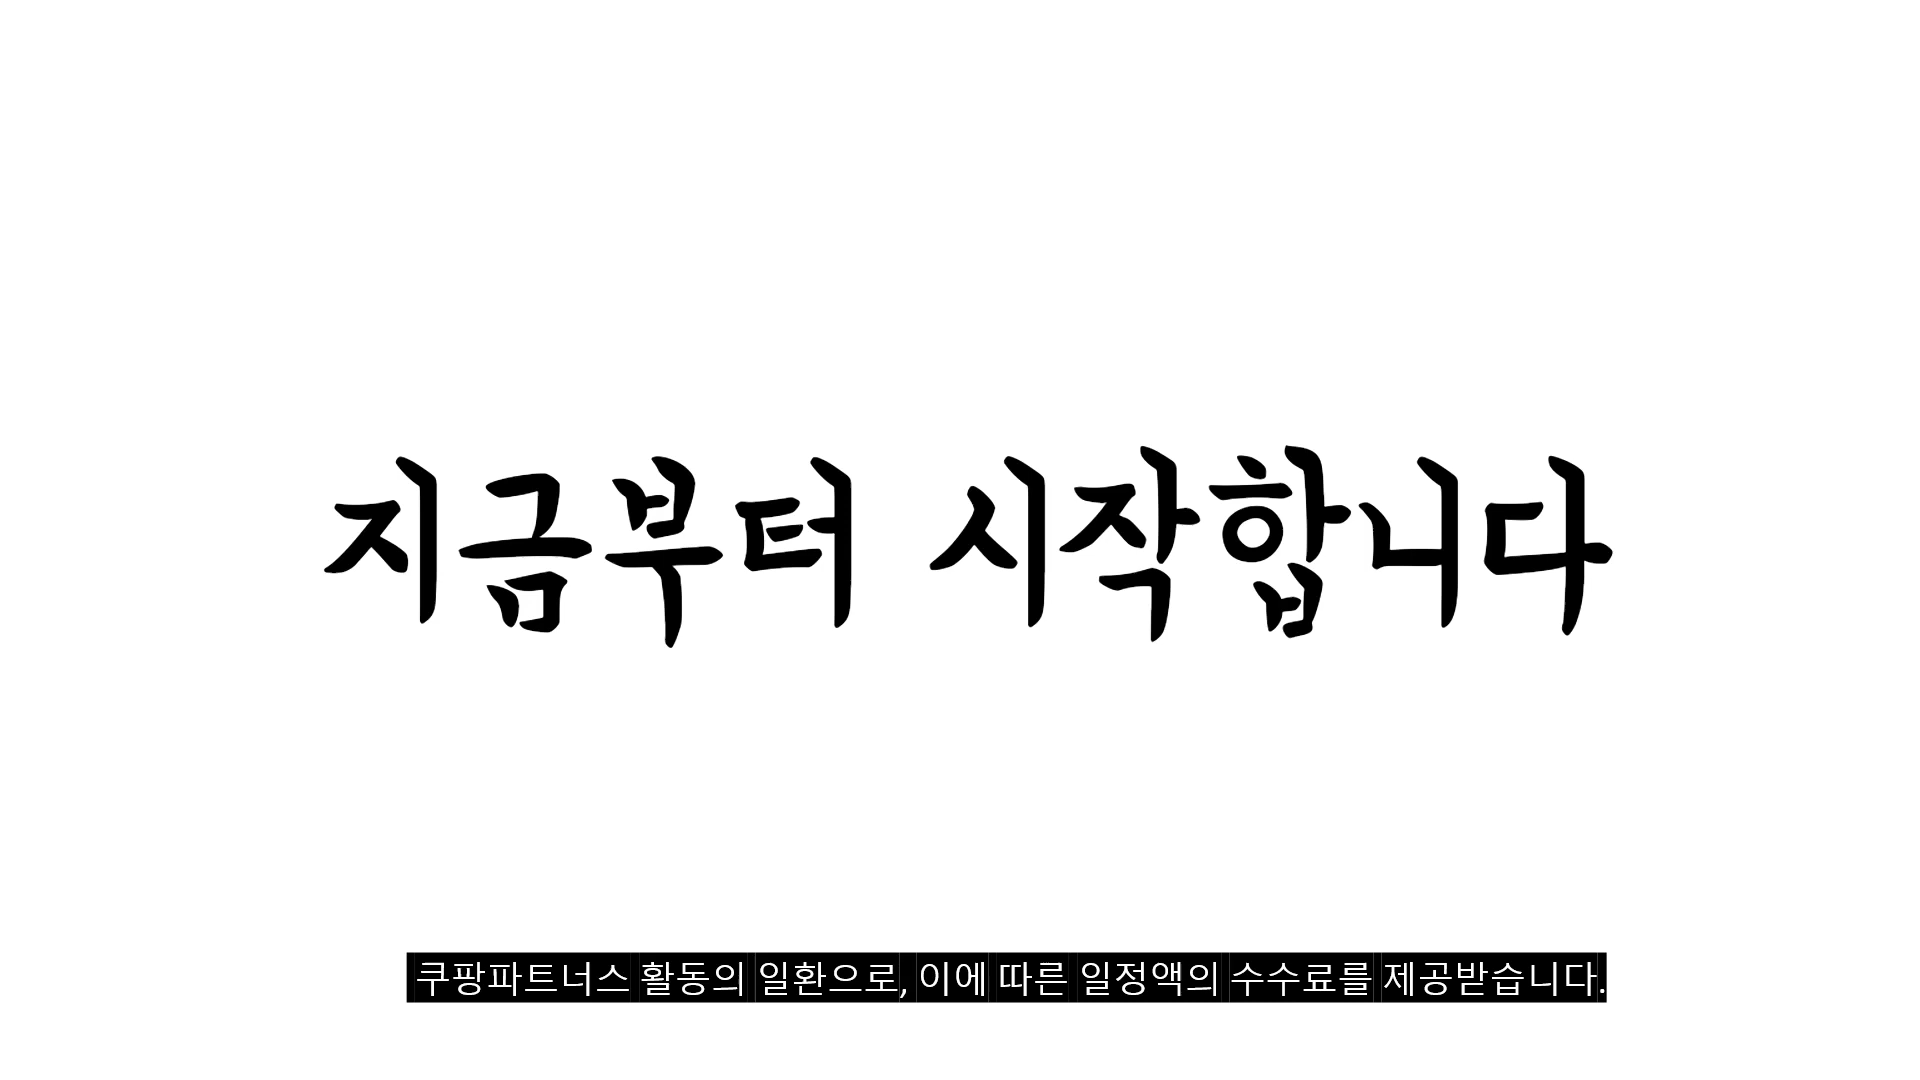 지금부터 시작합니다
쿠팡파트너스 활동의 일환으로, 이에 따른 일정액의 수수료를 제공받습니다.